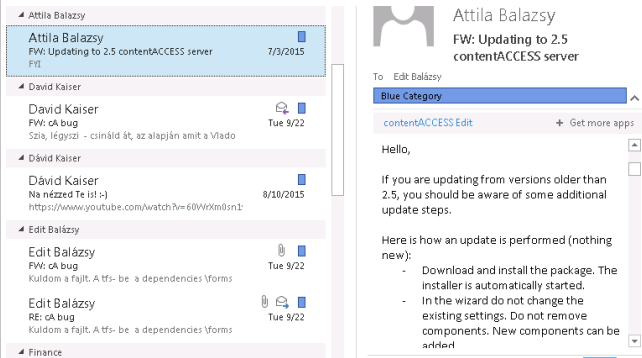 Attila Balazsy
Attila Balazsy
FW: Updating to 2.5 contentACCESS server 7/3/2015
FYI
David Kaiser
David Kaiser
FW: cA bug Tue 9/22
Szia, légyszi - csináld át, az alapján amit a Vlado
Dávid Kaiser
Dávid Kaiser
Na nézzed Te is! :-) 8/10/2015
Edit Balázsy
Edit Balázsy
FW: cA bug Tue 9/22
Kuldom a fajlt. A tfs- be a dependencies \forms
Edit Balázsy
RE: cA bug Tue 9/22
Kuldom a fajlt. A tfs- be a dependencies \forms
Finance
Attila Balazsy
FW: Updating to 2.5
contentACCESS server
To Edit Balázsy
Blue Category
contentACCESS Edit + Get more apps
Hello,
If you are updating from versions older than
2.5, you should be aware of some additional
update steps.
Here is how an update is performed (nothing
new):
- Download and install the package. The
installer is automatically started.
- In the wizard do not change the
existing settings. Do not remove
components. New components can be
added